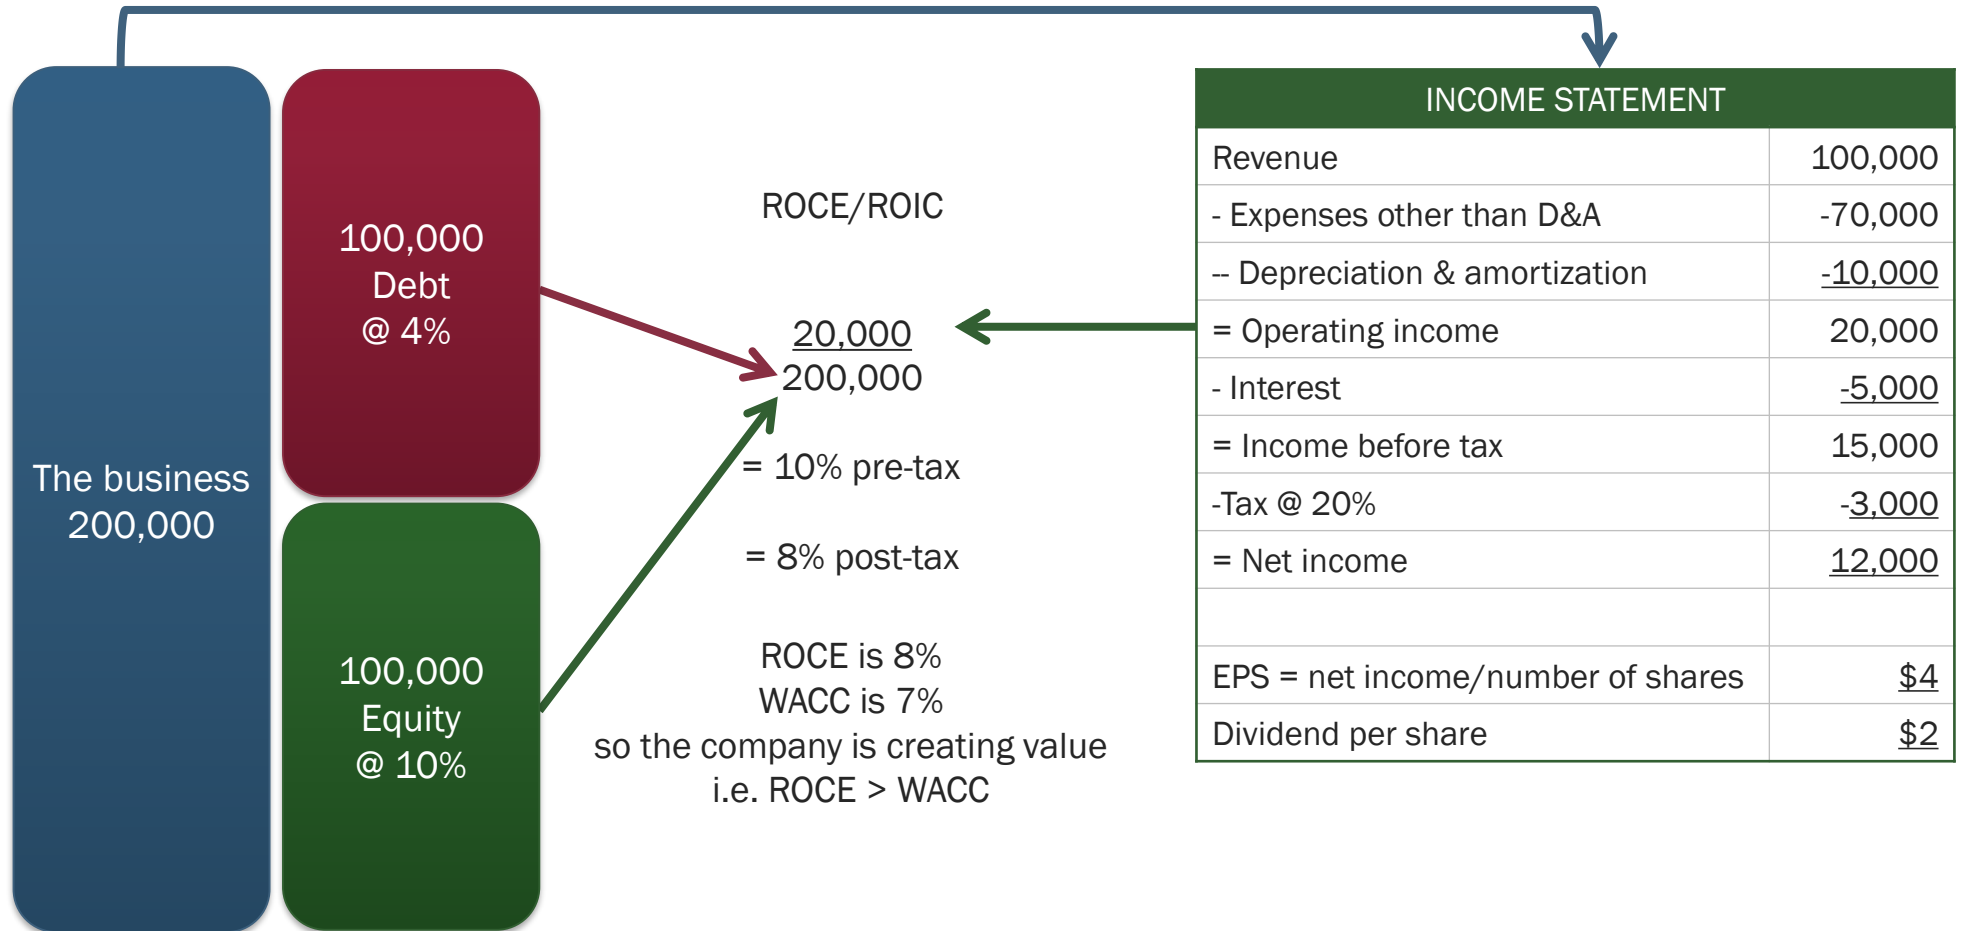 The business
200,000
100,000
Debt
@ 4%
100,000
Equity
@ 10%
ROCE/ROIC
20,000
200,000
= 10% pre-tax
= 8% post-tax
ROCE is 8%
WACC is 7%
so the company is creating value
i.e. ROCE > WACC
INCOME STATEMENT
Revenue 100,000
- Expenses other than D&A -70,000
-- Depreciation & amortization -10,000
= Operating income 20,000
- Interest -5,000
= Income before tax 15,000
-Tax @ 20% -3,000
= Net income 12,000
EPS = net income/number of shares $4
Dividend per share $2